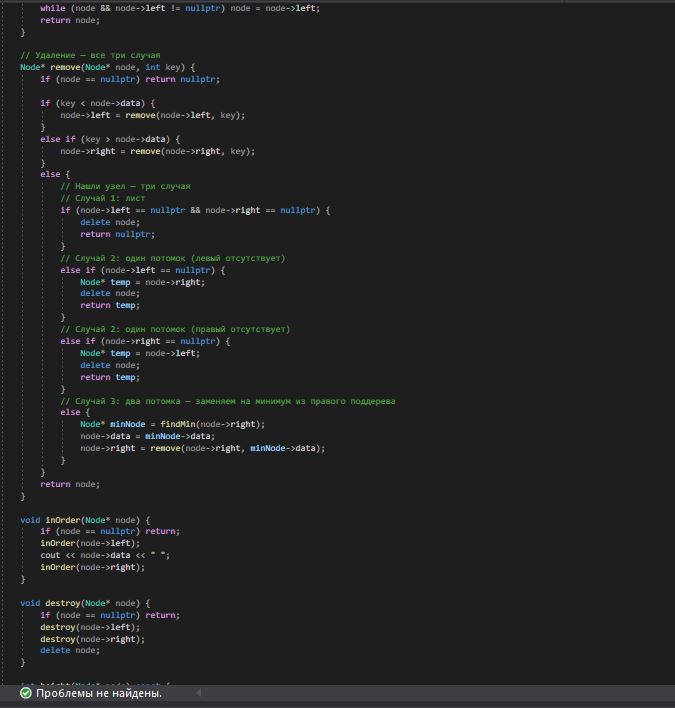 while (node && node->left != nullptr) node = node->left;
return node;
}
// Удаление — все три случая
Node* remove(Node* node, int key) {
if (node == nullptr) return nullptr;
if (key < node->data) {
node->left = remove(node->left, key);
}
else if (key > node->data) {
node->right = remove(node->right, key);
}
else {
// Нашли узел — три случая
// Случай 1: лист
if (node->left == nullptr && node->right == nullptr) {
delete node;
return nullptr;
}
// Случай 2: один потомок (левый отсутствует)
else if (node->left == nullptr) {
Node* temp = node->right;
delete node;
return temp;
}
// Случай 2: один потомок (правый отсутствует)
else if (node->right == nullptr) {
Node* temp = node->left;
delete node;
return temp;
}
// Случай 3: два потомка — заменяем на минимум из правого поддерева
else {
Node* minNode = findMin(node->right);
node->data = minNode->data;
node->right = remove(node->right, minNode->data);
}
}
return node;
}
void inOrder(Node* node) {
if (node == nullptr) return;
inOrder(node->left);
cout << node->data << " ";
inOrder(node->right);
}
void destroy(Node* node) {
if (node == nullptr) return;
destroy(node->left);
destroy(node->right);
delete node;
}
int height(Node* node) const {
Проблемы не найдены.